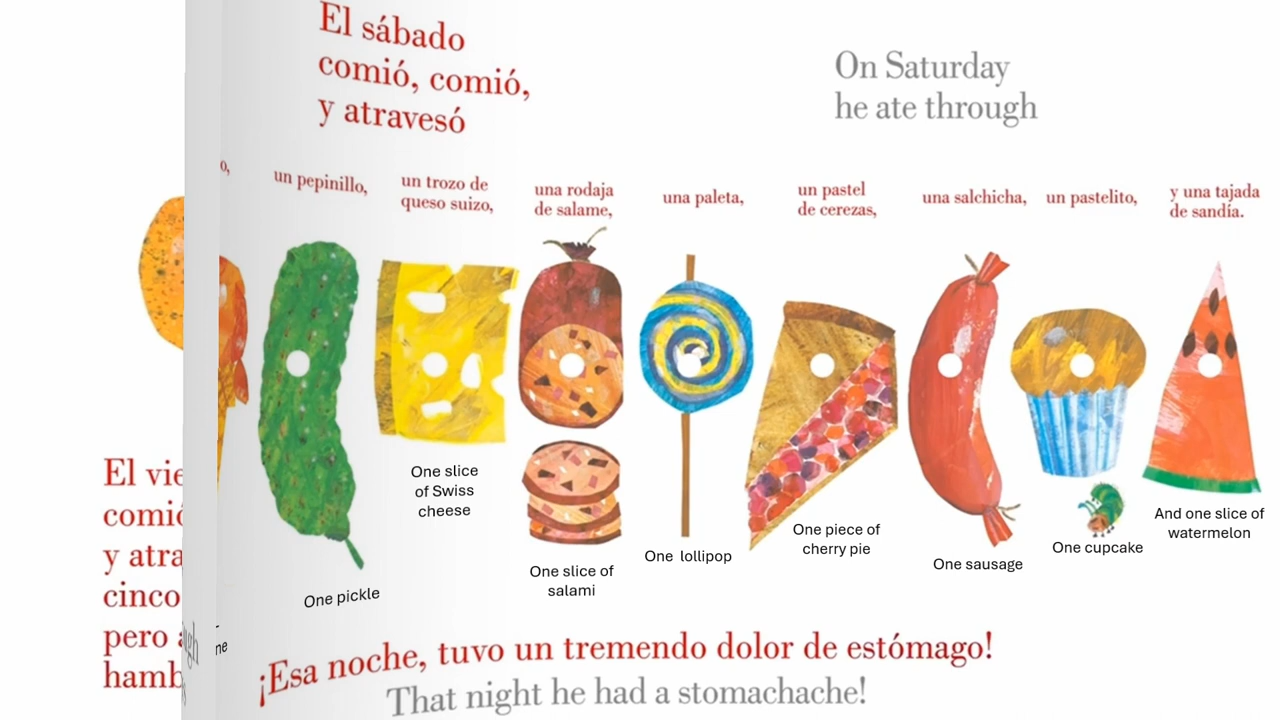 El sábado
comió, comió,
y atravesó
On Saturday
he ate through
o,
un pepinillo,
un trozo de
queso suizo,
una rodaja
de salame,
una paleta,
un pastel
de cerezas,
una salchicha,
un pastelito,
y una tajada
de sandía.
One pickle
One slice
of Swiss
cheese
One slice of
salami
One lollipop
One piece of
cherry pie
One sausage
One cupcake
And one slice of
watermelon
El vie
comió
y atra
cinco
pero a
hamb
ugh
ne
¡Esa noche, tuvo un tremendo dolor de estómago!
That night he had a stomachache!